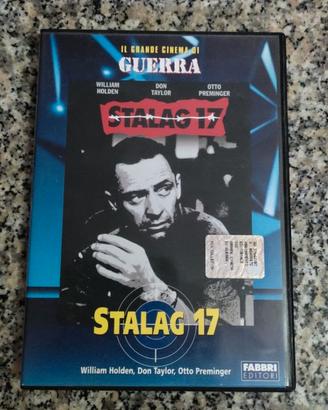 IL GRANDE CINEMA DI
GUERRA
WILLIAM HOLDEN
DON TAYLOR
OTTO PREMINGER
STALAG 17
STALAG 17
William Holden, Don Taylor, Otto Preminger
FABBRI
EDITORI